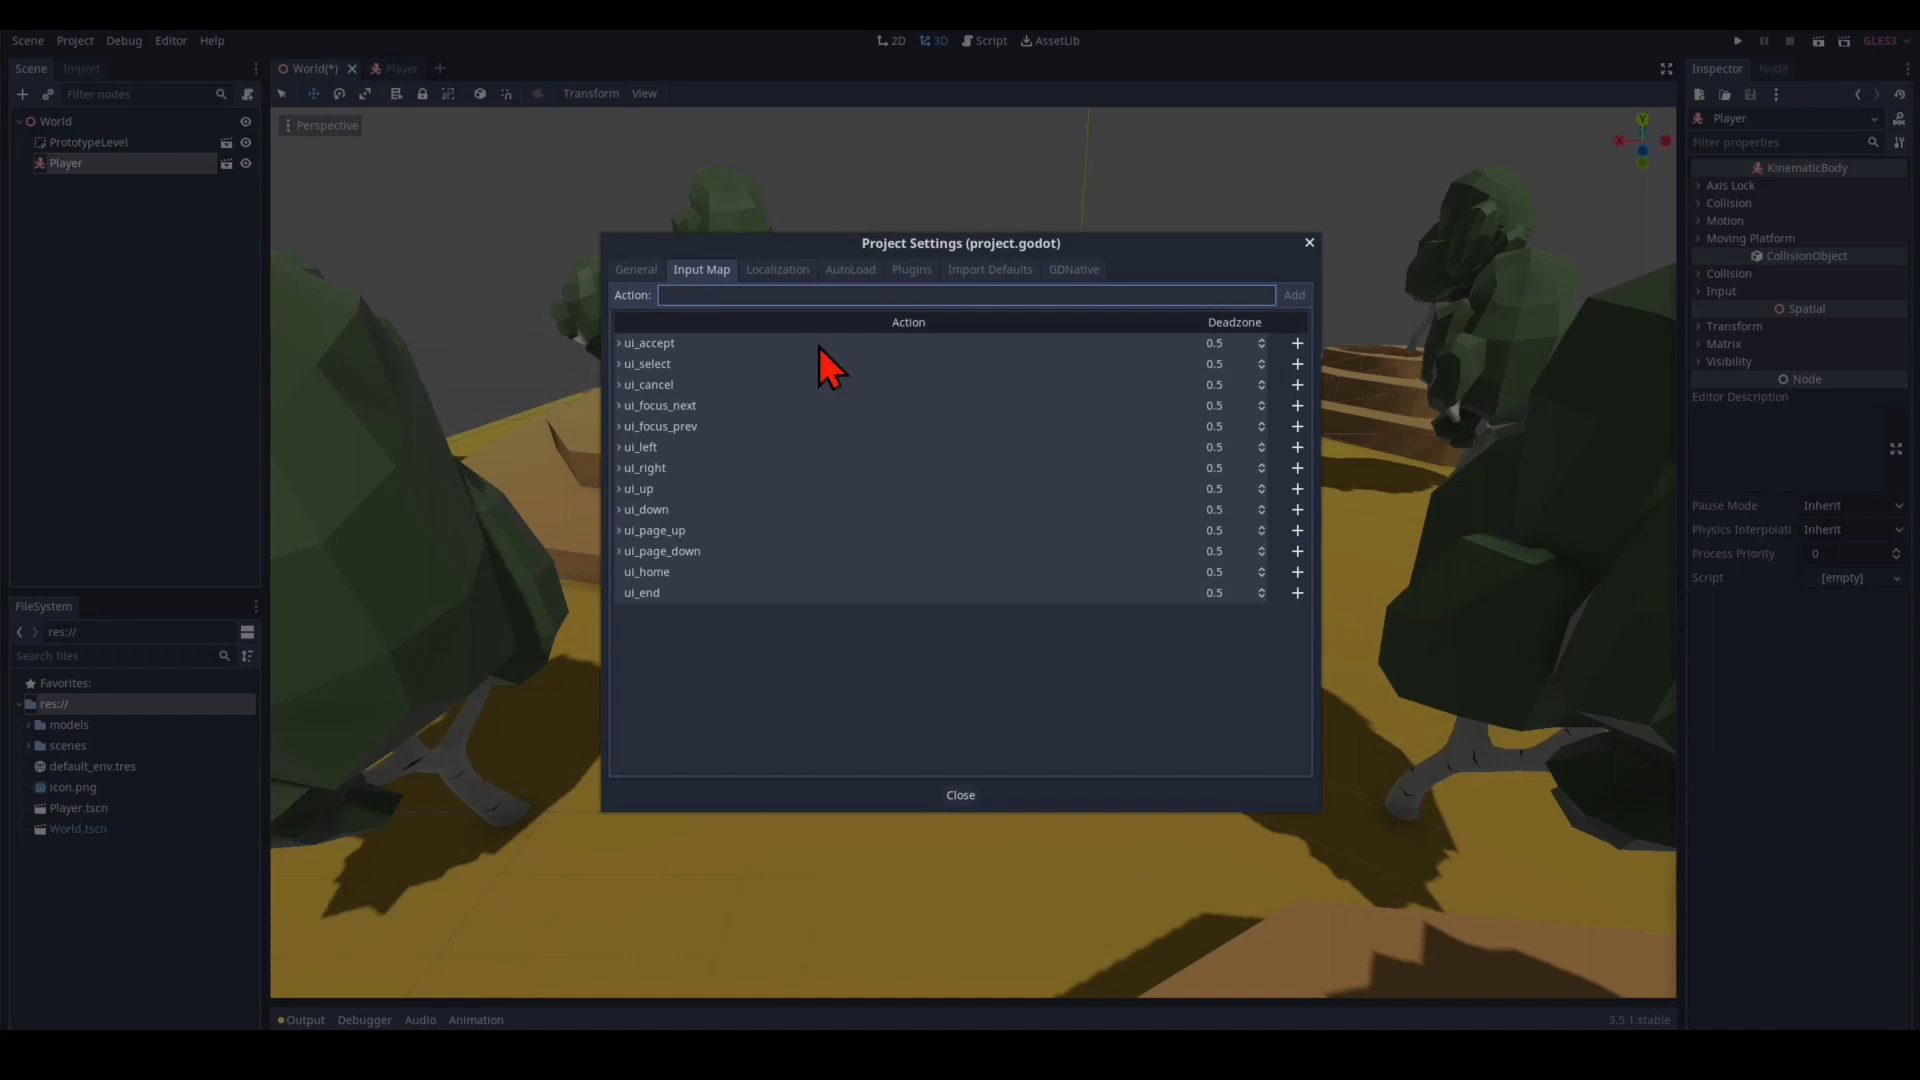 Scene Project Debug Editor Help
2D 3D Script AssetLib
GLES3
Scene Import
World(*) Player
Inspector Node
Filter nodes
Transform View
World
PrototypeLevel
Player
Perspective
Y
X
Player
Filter properties
KinematicBody
Axis Lock
Collision
Motion
Moving Platform
CollisionObject
Collision
Input
Spatial
Transform
Matrix
Visibility
Node
Editor Description
Pause Mode Inherit
Physics Interpolati Inherit
Process Priority 0
Script [empty]
Project Settings (project.godot)
General Input Map Localization AutoLoad Plugins Import Defaults GDNative
Action: Add
Action Deadzone
ui_accept 0.5
ui_select 0.5
ui_cancel 0.5
ui_focus_next 0.5
ui_focus_prev 0.5
ui_left 0.5
ui_right 0.5
ui_up 0.5
ui_down 0.5
ui_page_up 0.5
ui_page_down 0.5
ui_home 0.5
ui_end 0.5
Close
FileSystem
res://
Search files
Favorites:
res://
models
scenes
default_env.tres
icon.png
Player.tscn
World.tscn
Output Debugger Audio Animation
3.5.1.stable